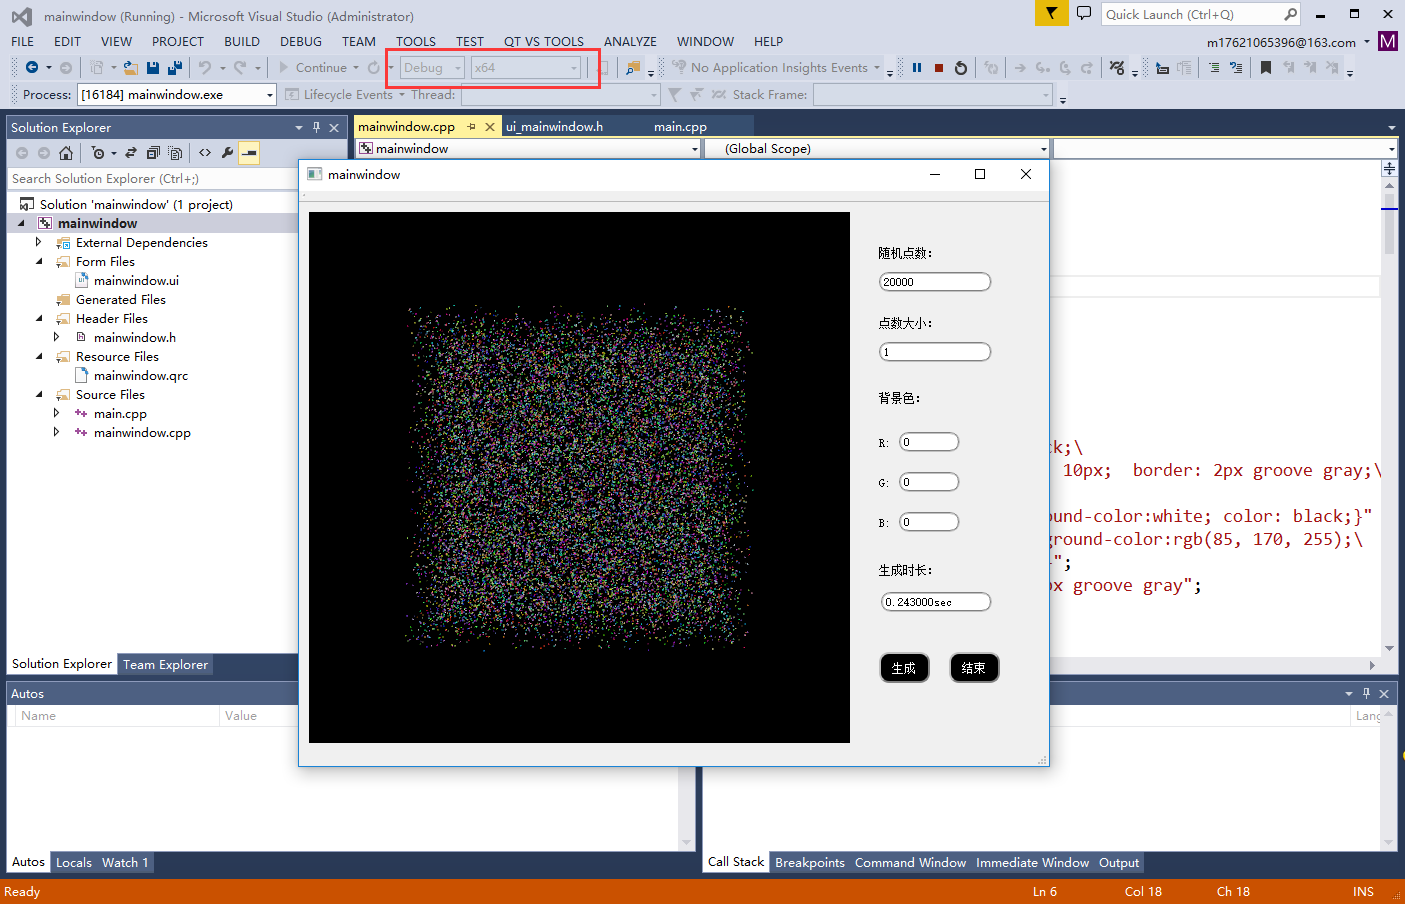 mainwindow (Running) - Microsoft Visual Studio (Administrator)
Quick Launch (Ctrl+Q)
FILE EDIT VIEW PROJECT BUILD DEBUG TEAM TOOLS TEST QT VS TOOLS ANALYZE WINDOW HELP
m17621065396@163.com M
Continue Debug x64 No Application Insights Events
Process: [16184] mainwindow.exe Lifecycle Events Thread: Stack Frame:
Solution Explorer
mainwindow.cpp ui_mainwindow.h main.cpp
mainwindow (Global Scope)
Search Solution Explorer (Ctrl+;)
Solution 'mainwindow' (1 project)
mainwindow
External Dependencies
Form Files
mainwindow.ui
Generated Files
Header Files
mainwindow.h
Resource Files
mainwindow.qrc
Source Files
main.cpp
mainwindow.cpp
Solution Explorer Team Explorer
mainwindow
随机点数：
20000
点数大小：
1
背景色：
R: 0
G: 0
B: 0
生成时长：
0.243000sec
生成 结束
k;\
10px; border: 2px groove gray;\
und-color:white; color: black;}"
ground-color:rgb(85, 170, 255);\
";
x groove gray";
Autos
Name Value
Lang
Autos Locals Watch 1
Call Stack Breakpoints Command Window Immediate Window Output
Ready Ln 6 Col 18 Ch 18 INS